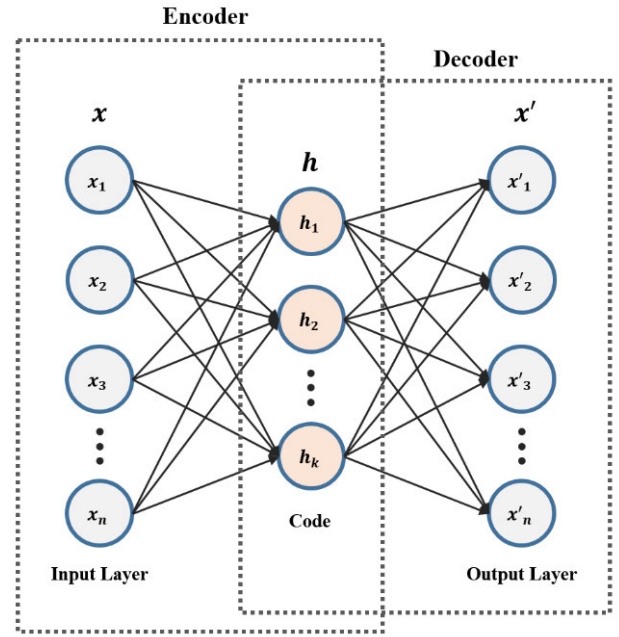 Encoder
Decoder
x
h
x'
x₁
h₁
x'₁
x₂
h₂
x'₂
x₃
x'₃
hₖ
xₙ
x'ₙ
Code
Input Layer
Output Layer